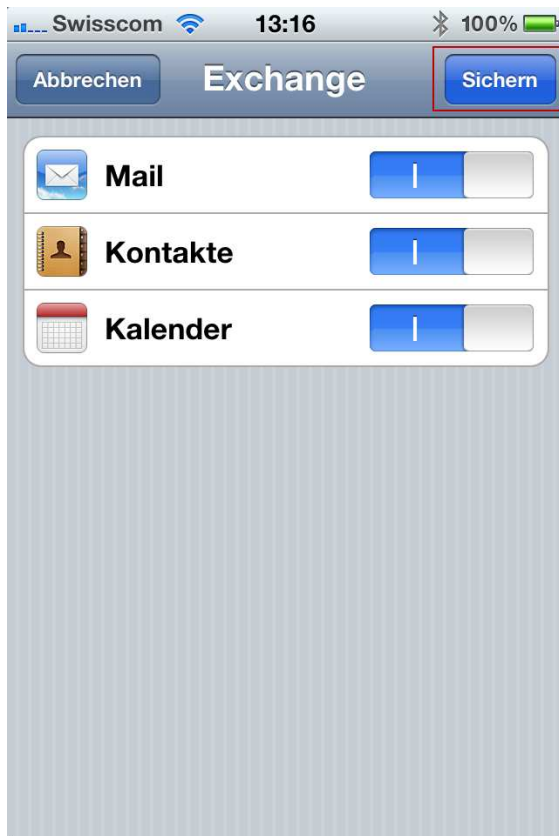 Swisscom 13:16 100%
Abbrechen Exchange Sichern
Mail
Kontakte
Kalender